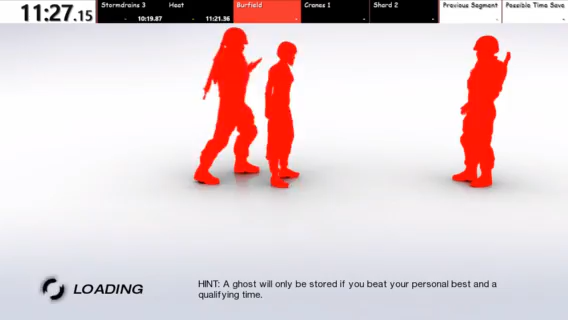 11:27.15
Stormdrains 3 Heat Burfield Cranes 1 Shard 2 Previous Segment Possible Time Save
- 10:19.87 - 11:21.36 - - - - -
LOADING
HINT: A ghost will only be stored if you beat your personal best and a
qualifying time.